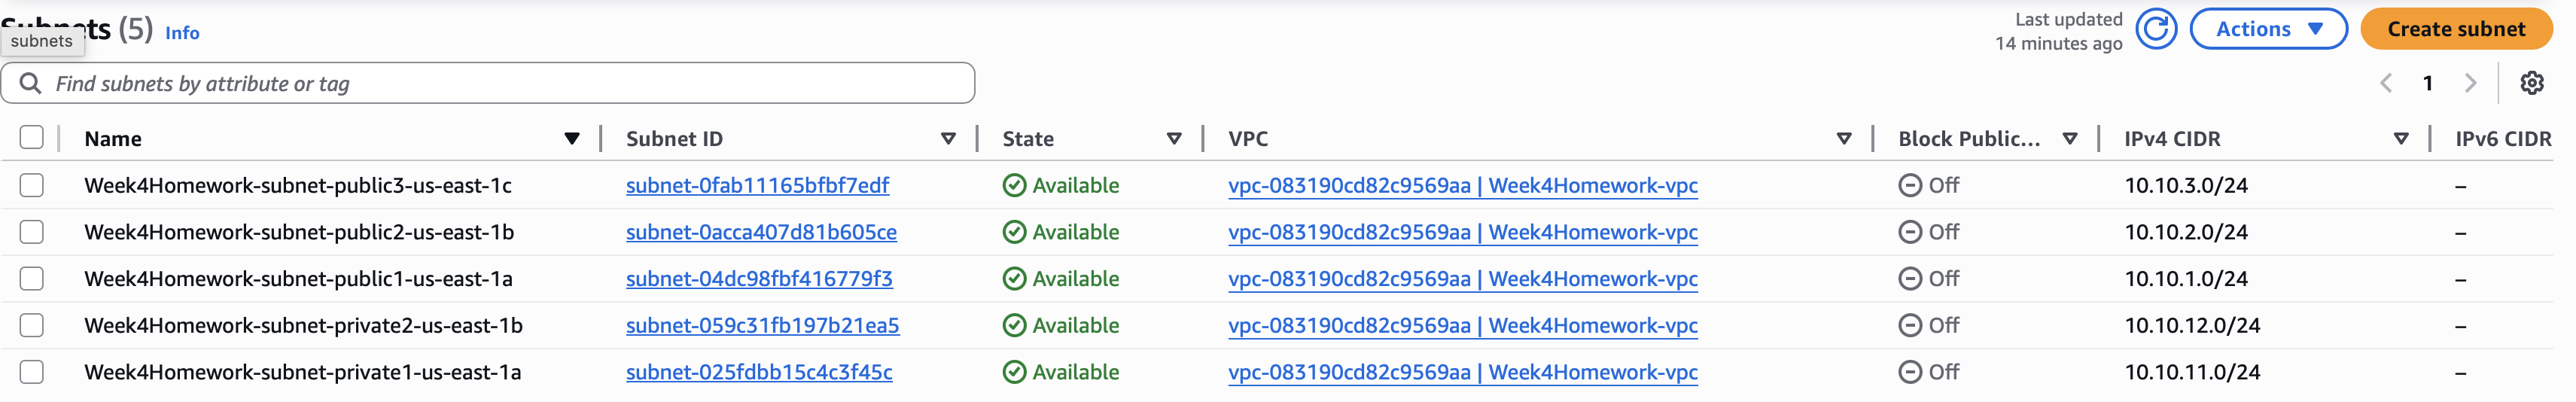 Subnets (5) Info
subnets
Last updated
14 minutes ago
Actions
Create subnet
Find subnets by attribute or tag
1
Name Subnet ID State VPC Block Public... IPv4 CIDR IPv6 CIDR
Week4Homework-subnet-public3-us-east-1c subnet-0fab11165bfbf7edf Available vpc-083190cd82c9569aa | Week4Homework-vpc Off 10.10.3.0/24 –
Week4Homework-subnet-public2-us-east-1b subnet-0acca407d81b605ce Available vpc-083190cd82c9569aa | Week4Homework-vpc Off 10.10.2.0/24 –
Week4Homework-subnet-public1-us-east-1a subnet-04dc98fbf416779f3 Available vpc-083190cd82c9569aa | Week4Homework-vpc Off 10.10.1.0/24 –
Week4Homework-subnet-private2-us-east-1b subnet-059c31fb197b21ea5 Available vpc-083190cd82c9569aa | Week4Homework-vpc Off 10.10.12.0/24 –
Week4Homework-subnet-private1-us-east-1a subnet-025fdbb15c4c3f45c Available vpc-083190cd82c9569aa | Week4Homework-vpc Off 10.10.11.0/24 –